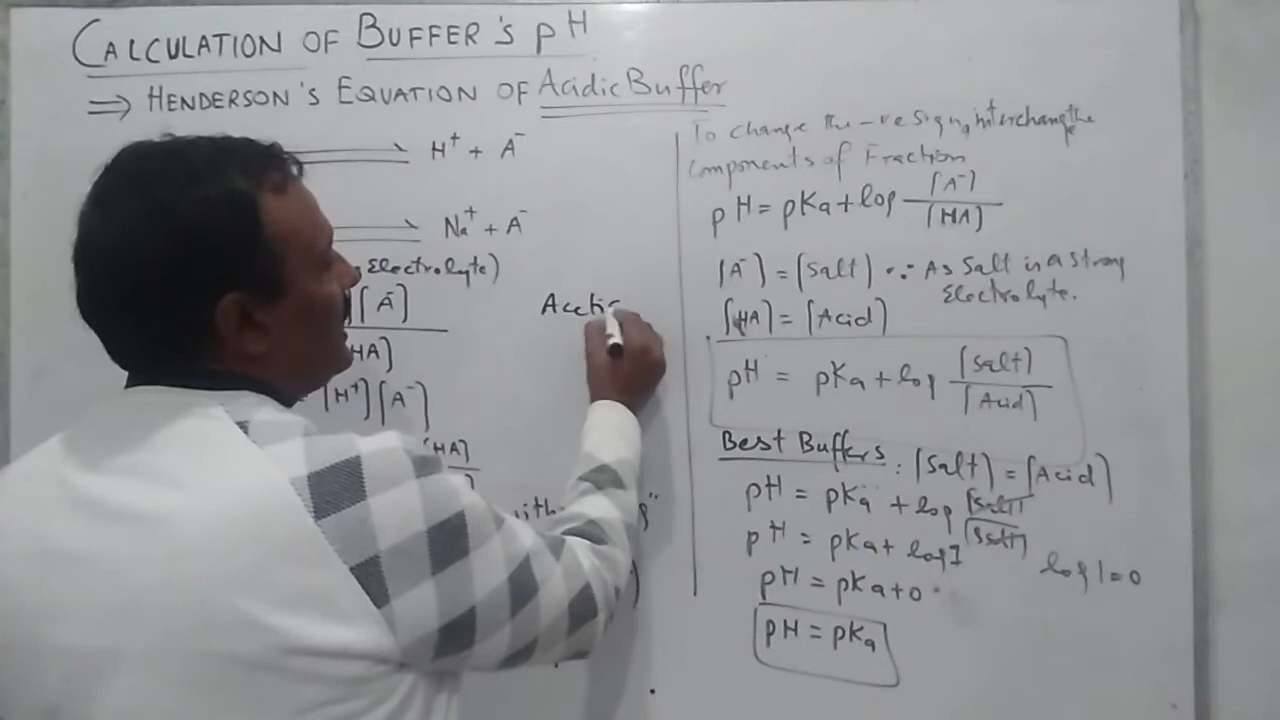 CALCULATION OF BUFFER'S pH
⇒ HENDERSON'S EQUATION OF Acidic Buffer
H⁺ + A⁻
Na⁺ + A⁻
Electrolyte)
[A⁻]
HA]
[H⁺][A⁻]
[HA]
Aceti
To change the -ve sign, interchange the
components of Fraction
pH = pKa + log [A⁻]/[HA]
[A⁻] = [Salt] ∵ As Salt is a strong
Electrolyte.
[HA] = [Acid]
pH = pKa + log [Salt]/[Acid]
Best Buffers : [Salt] = [Acid]
pH = pKa + log [Salt]/[Salt]
pH = pKa + log 1
log 1 = 0
pH = pKa + 0
pH = pKa